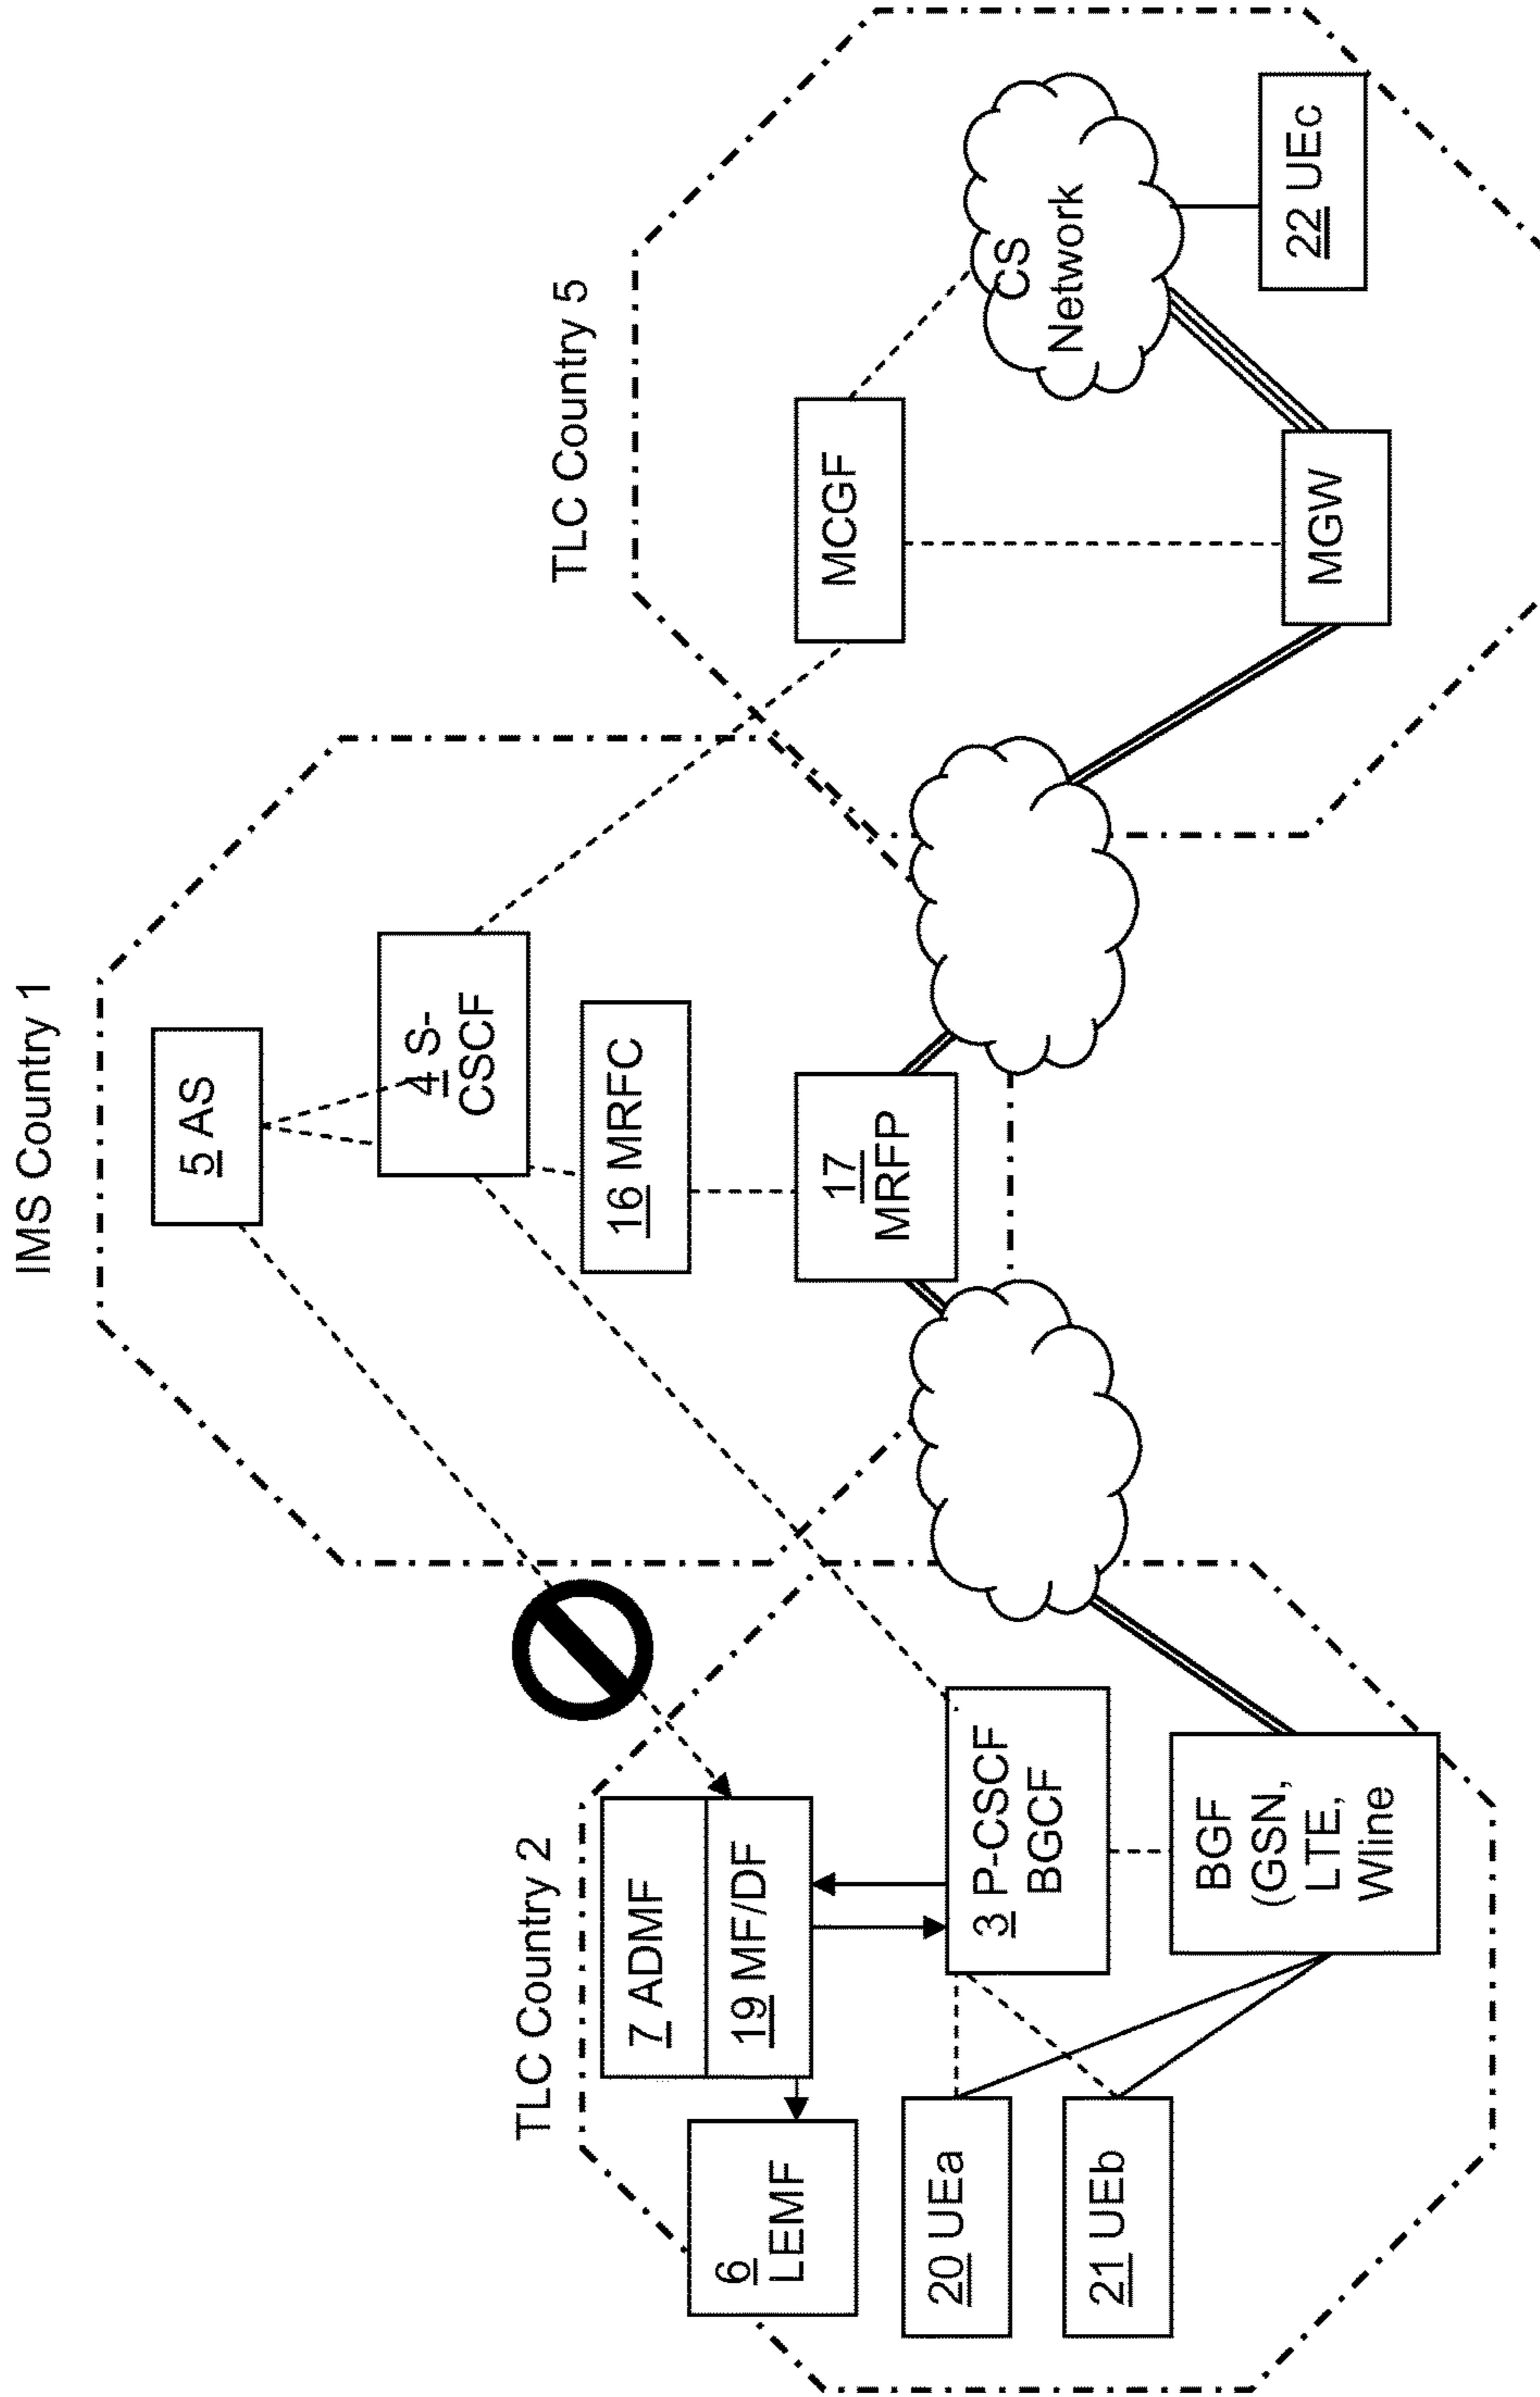 IMS Country 1
5 AS
4 S-
CSCF
16 MRFC
17
MRFP
TLC Country 2
7 ADMF
19 MF/DF
6
LEMF
3 P-CSCF
BGCF
20 UEa
21 UEb
BGF
(GSN,
LTE,
Wline
TLC Country 5
MCGF
CS
Network
MGW
22 UEc